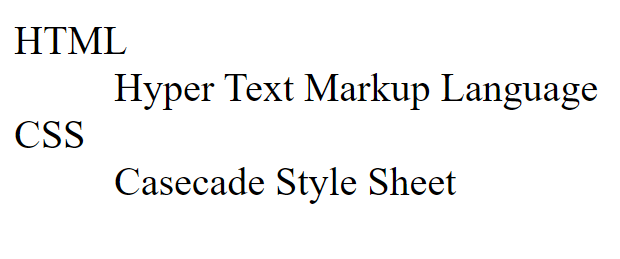 HTML
Hyper Text Markup Language
CSS
Casecade Style Sheet